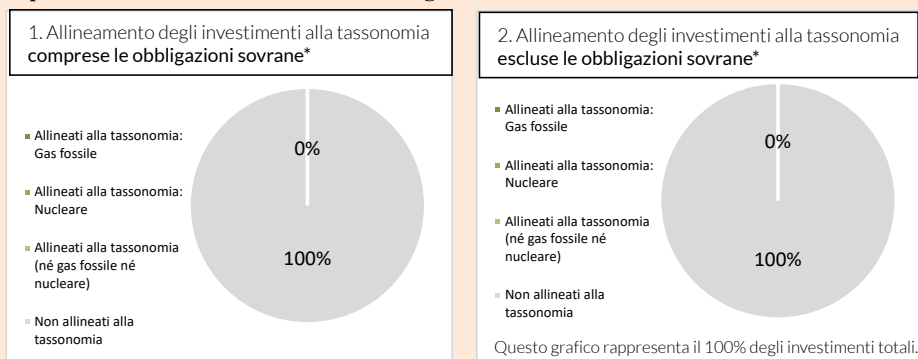 1. Allineamento degli investimenti alla tassonomia
comprese le obbligazioni sovrane*
Allineati alla tassonomia:
Gas fossile
Allineati alla tassonomia:
Nucleare
Allineati alla tassonomia
(né gas fossile né
nucleare)
Non allineati alla
tassonomia
0%
100%
2. Allineamento degli investimenti alla tassonomia
escluse le obbligazioni sovrane*
Allineati alla tassonomia:
Gas fossile
Allineati alla tassonomia:
Nucleare
Allineati alla tassonomia
(né gas fossile né
nucleare)
Non allineati alla
tassonomia
0%
100%
Questo grafico rappresenta il 100% degli investimenti totali.